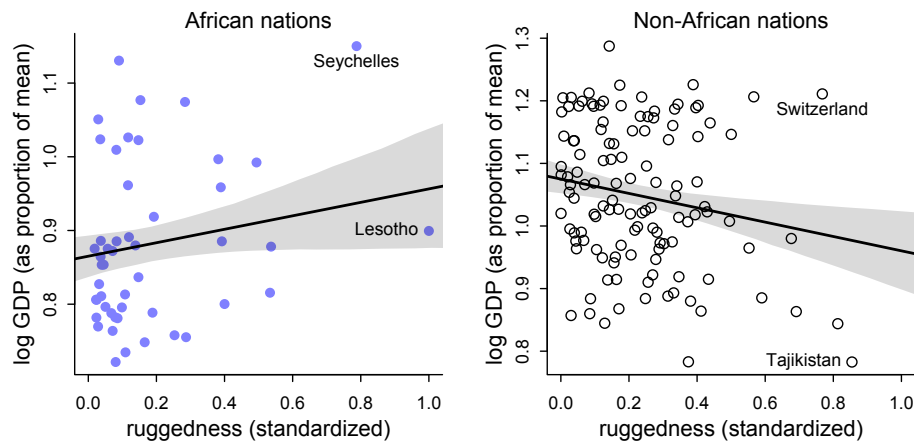 African nations
log GDP (as proportion of mean)
1.1
1.0
0.9
0.8
Seychelles
Lesotho
0.0 0.2 0.4 0.6 0.8 1.0
ruggedness (standardized)
Non-African nations
log GDP (as proportion of mean)
1.3
1.2
1.1
1.0
0.9
0.8
Switzerland
Tajikistan
0.0 0.2 0.4 0.6 0.8 1.0
ruggedness (standardized)